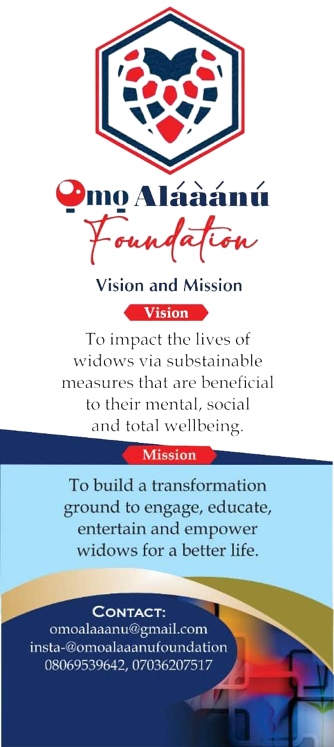 Ọmọ Aláàánú
Foundation
Vision and Mission
Vision
To impact the lives of
widows via substainable
measures that are beneficial
to their mental, social
and total wellbeing.
Mission
To build a transformation
ground to engage, educate,
entertain and empower
widows for a better life.
CONTACT:
omoalaaanu@gmail.com
insta-@omoalaaanufoundation
08069539642, 07036207517